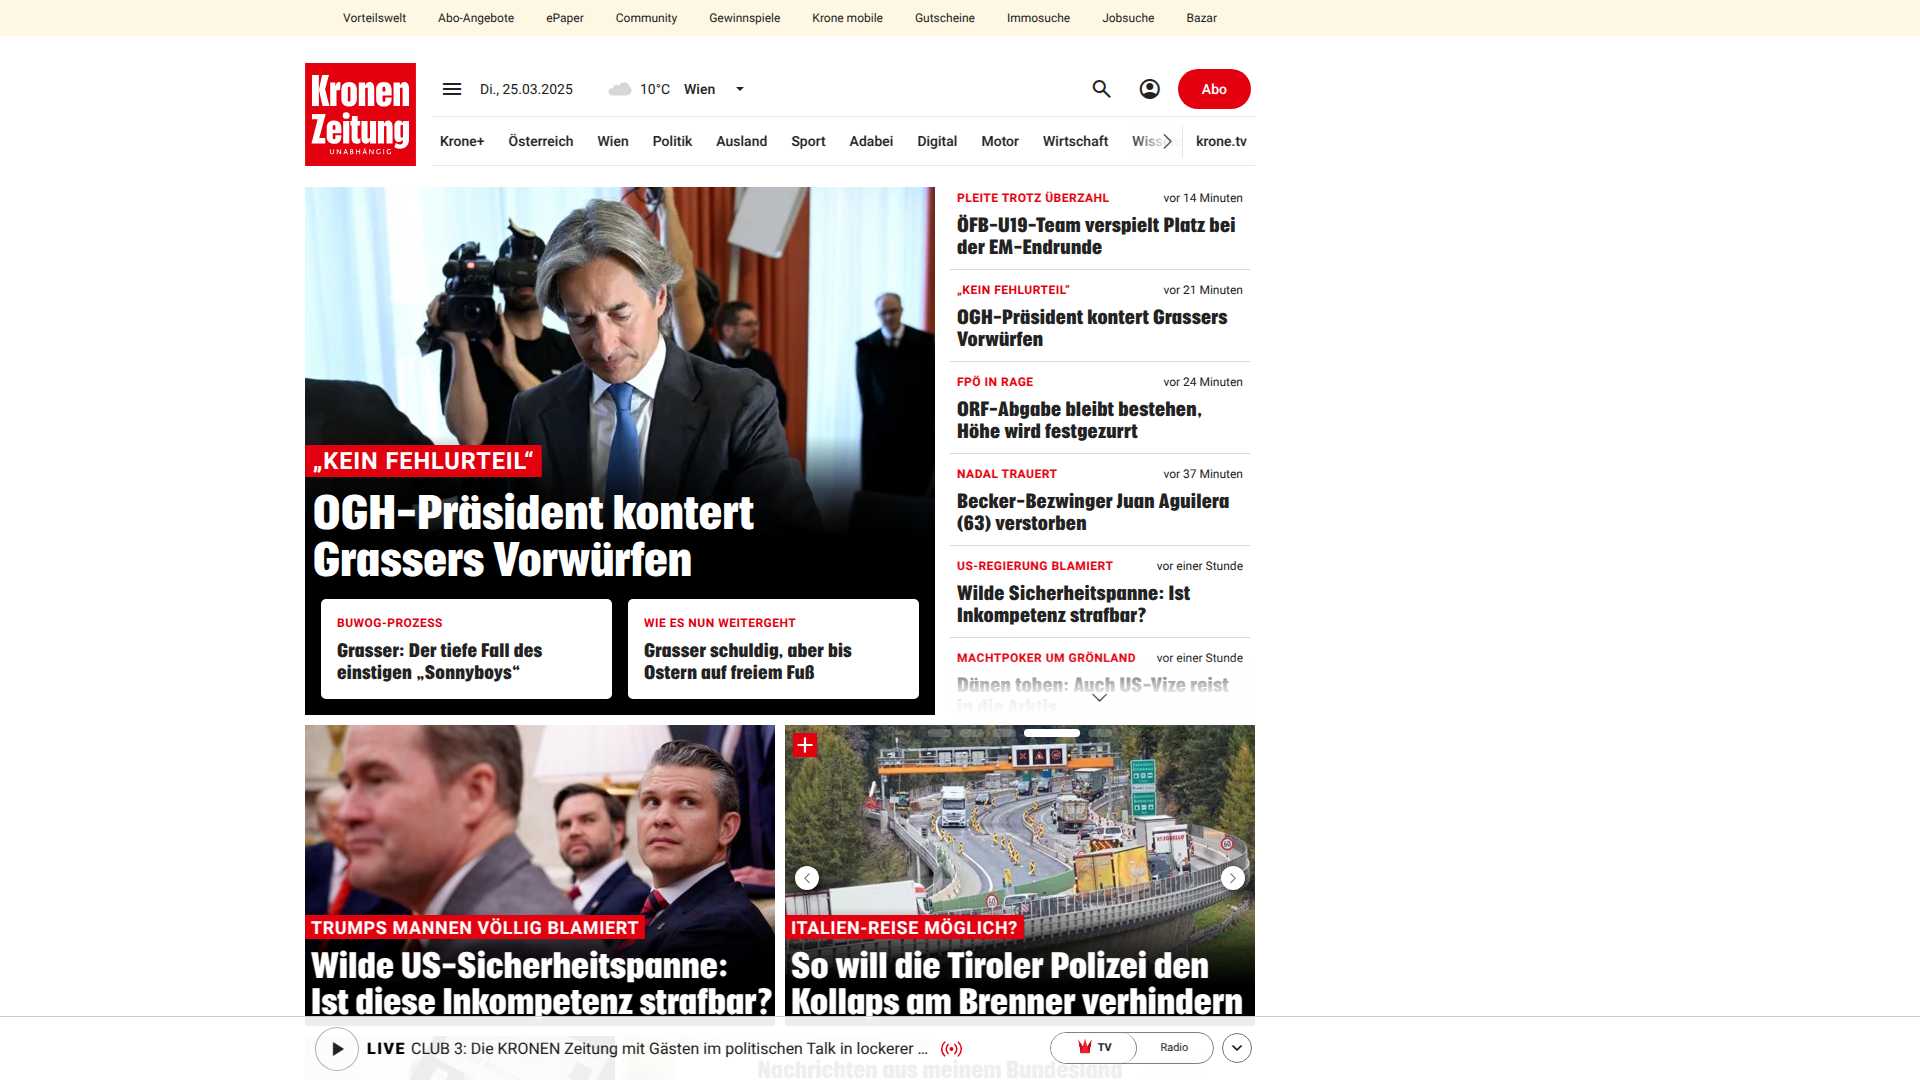 Vorteilswelt Abo-Angebote ePaper Community Gewinnspiele Krone mobile Gutscheine Immosuche Jobsuche Bazar
Kronen
Zeitung
UNABHÄNGIG
Di., 25.03.2025 10°C Wien Abo
Krone+ Österreich Wien Politik Ausland Sport Adabei Digital Motor Wirtschaft Wiss krone.tv
„KEIN FEHLURTEIL“
OGH-Präsident kontert
Grassers Vorwürfen
BUWOG-PROZESS
Grasser: Der tiefe Fall des
einstigen „Sonnyboys“
WIE ES NUN WEITERGEHT
Grasser schuldig, aber bis
Ostern auf freiem Fuß
PLEITE TROTZ ÜBERZAHL vor 14 Minuten
ÖFB-U19-Team verspielt Platz bei
der EM-Endrunde
„KEIN FEHLURTEIL“ vor 21 Minuten
OGH-Präsident kontert Grassers
Vorwürfen
FPÖ IN RAGE vor 24 Minuten
ORF-Abgabe bleibt bestehen,
Höhe wird festgezurrt
NADAL TRAUERT vor 37 Minuten
Becker-Bezwinger Juan Aguilera
(63) verstorben
US-REGIERUNG BLAMIERT vor einer Stunde
Wilde Sicherheitspanne: Ist
Inkompetenz strafbar?
MACHTPOKER UM GRÖNLAND vor einer Stunde
Dänen toben: Auch US-Vize reist
in die Arktis
TRUMPS MANNEN VÖLLIG BLAMIERT
Wilde US-Sicherheitspanne:
Ist diese Inkompetenz strafbar?
ITALIEN-REISE MÖGLICH?
So will die Tiroler Polizei den
Kollaps am Brenner verhindern
LIVE CLUB 3: Die KRONEN Zeitung mit Gästen im politischen Talk in lockerer ... TV Radio
Nachrichten aus meinem Bundesland